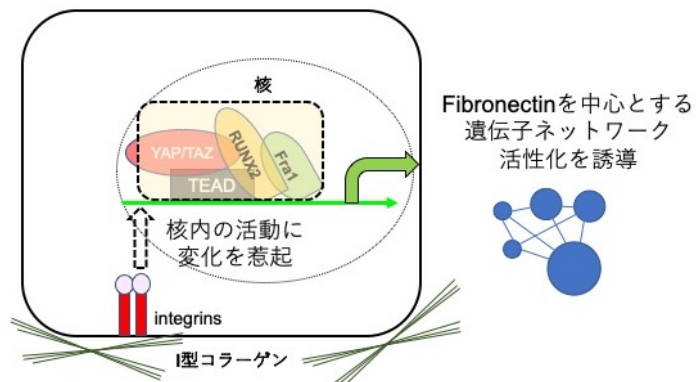 核
YAP/TAZ
RUNX2
Fra1
TEAD
核内の活動に
変化を惹起
integrins
I型コラーゲン
Fibronectinを中心とする
遺伝子ネットワーク
活性化を誘導